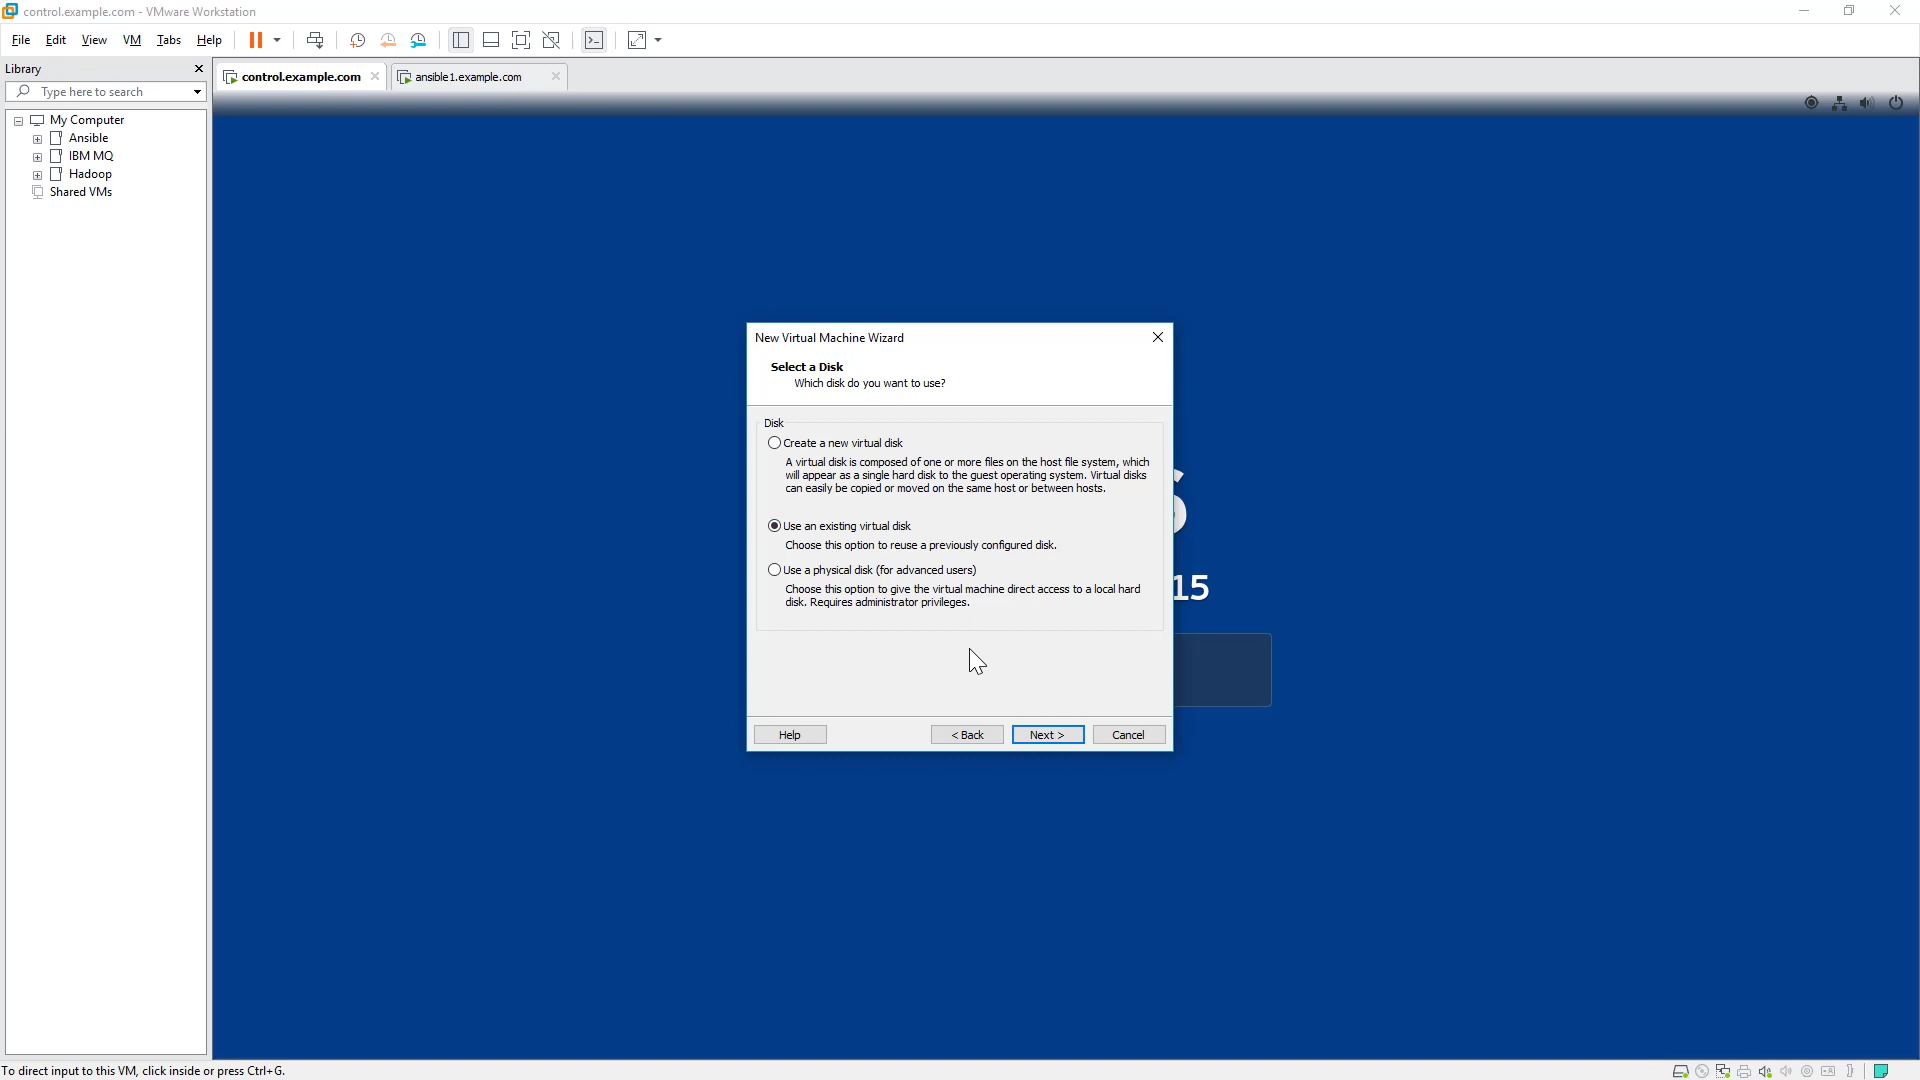 control.example.com - VMware Workstation
File Edit View VM Tabs Help
Library
Type here to search
My Computer
Ansible
IBM MQ
Hadoop
Shared VMs
control.example.com
ansible1.example.com
New Virtual Machine Wizard
Select a Disk
Which disk do you want to use?
Disk
Create a new virtual disk
A virtual disk is composed of one or more files on the host file system, which
will appear as a single hard disk to the guest operating system. Virtual disks
can easily be copied or moved on the same host or between hosts.
Use an existing virtual disk
Choose this option to reuse a previously configured disk.
Use a physical disk (for advanced users)
Choose this option to give the virtual machine direct access to a local hard
disk. Requires administrator privileges.
Help < Back Next > Cancel
S
15
To direct input to this VM, click inside or press Ctrl+G.